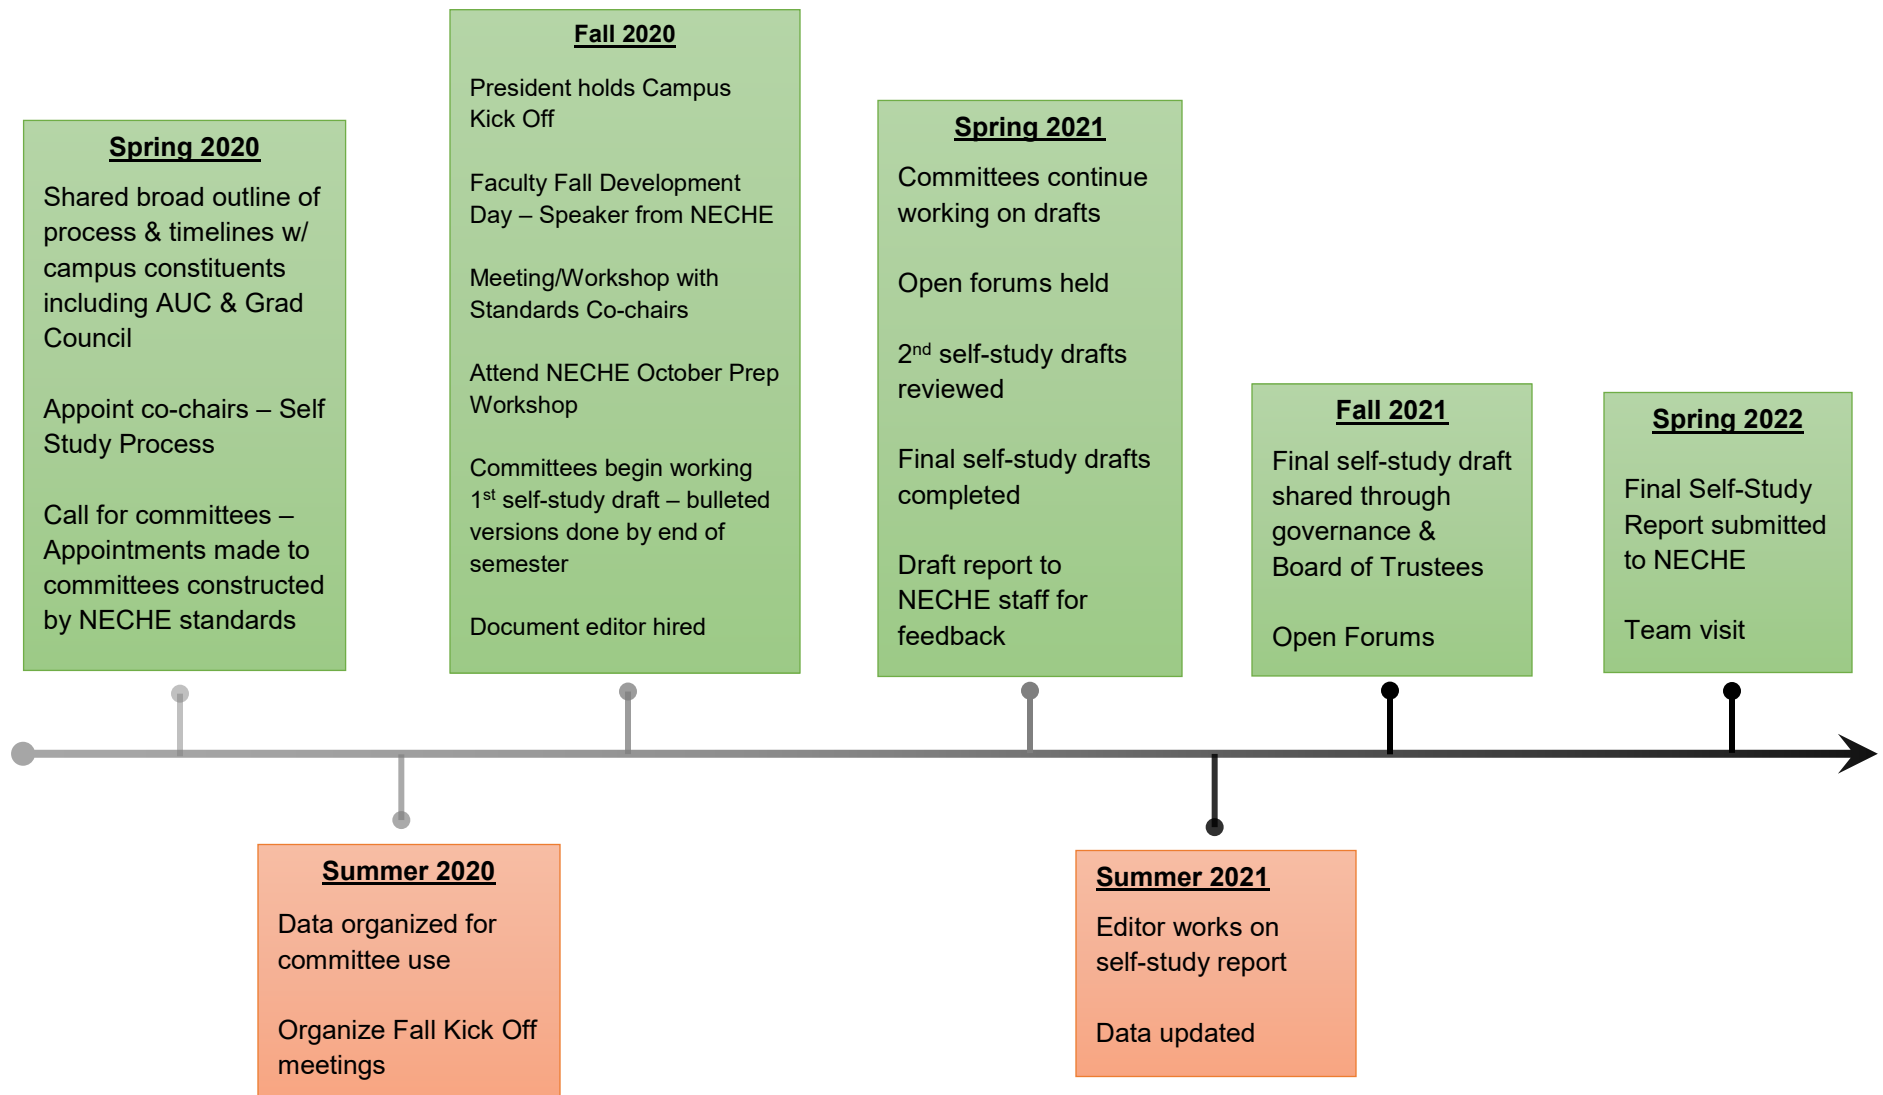 Spring 2020
Shared broad outline of
process & timelines w/
campus constituents
including AUC & Grad
Council
Appoint co-chairs – Self
Study Process
Call for committees –
Appointments made to
committees constructed
by NECHE standards
Summer 2020
Data organized for
committee use
Organize Fall Kick Off
meetings
Fall 2020
President holds Campus
Kick Off
Faculty Fall Development
Day – Speaker from NECHE
Meeting/Workshop with
Standards Co-chairs
Attend NECHE October Prep
Workshop
Committees begin working
1st self-study draft – bulleted
versions done by end of
semester
Document editor hired
Spring 2021
Committees continue
working on drafts
Open forums held
2nd self-study drafts
reviewed
Final self-study drafts
completed
Draft report to
NECHE staff for
feedback
Summer 2021
Editor works on
self-study report
Data updated
Fall 2021
Final self-study draft
shared through
governance &
Board of Trustees
Open Forums
Spring 2022
Final Self-Study
Report submitted
to NECHE
Team visit